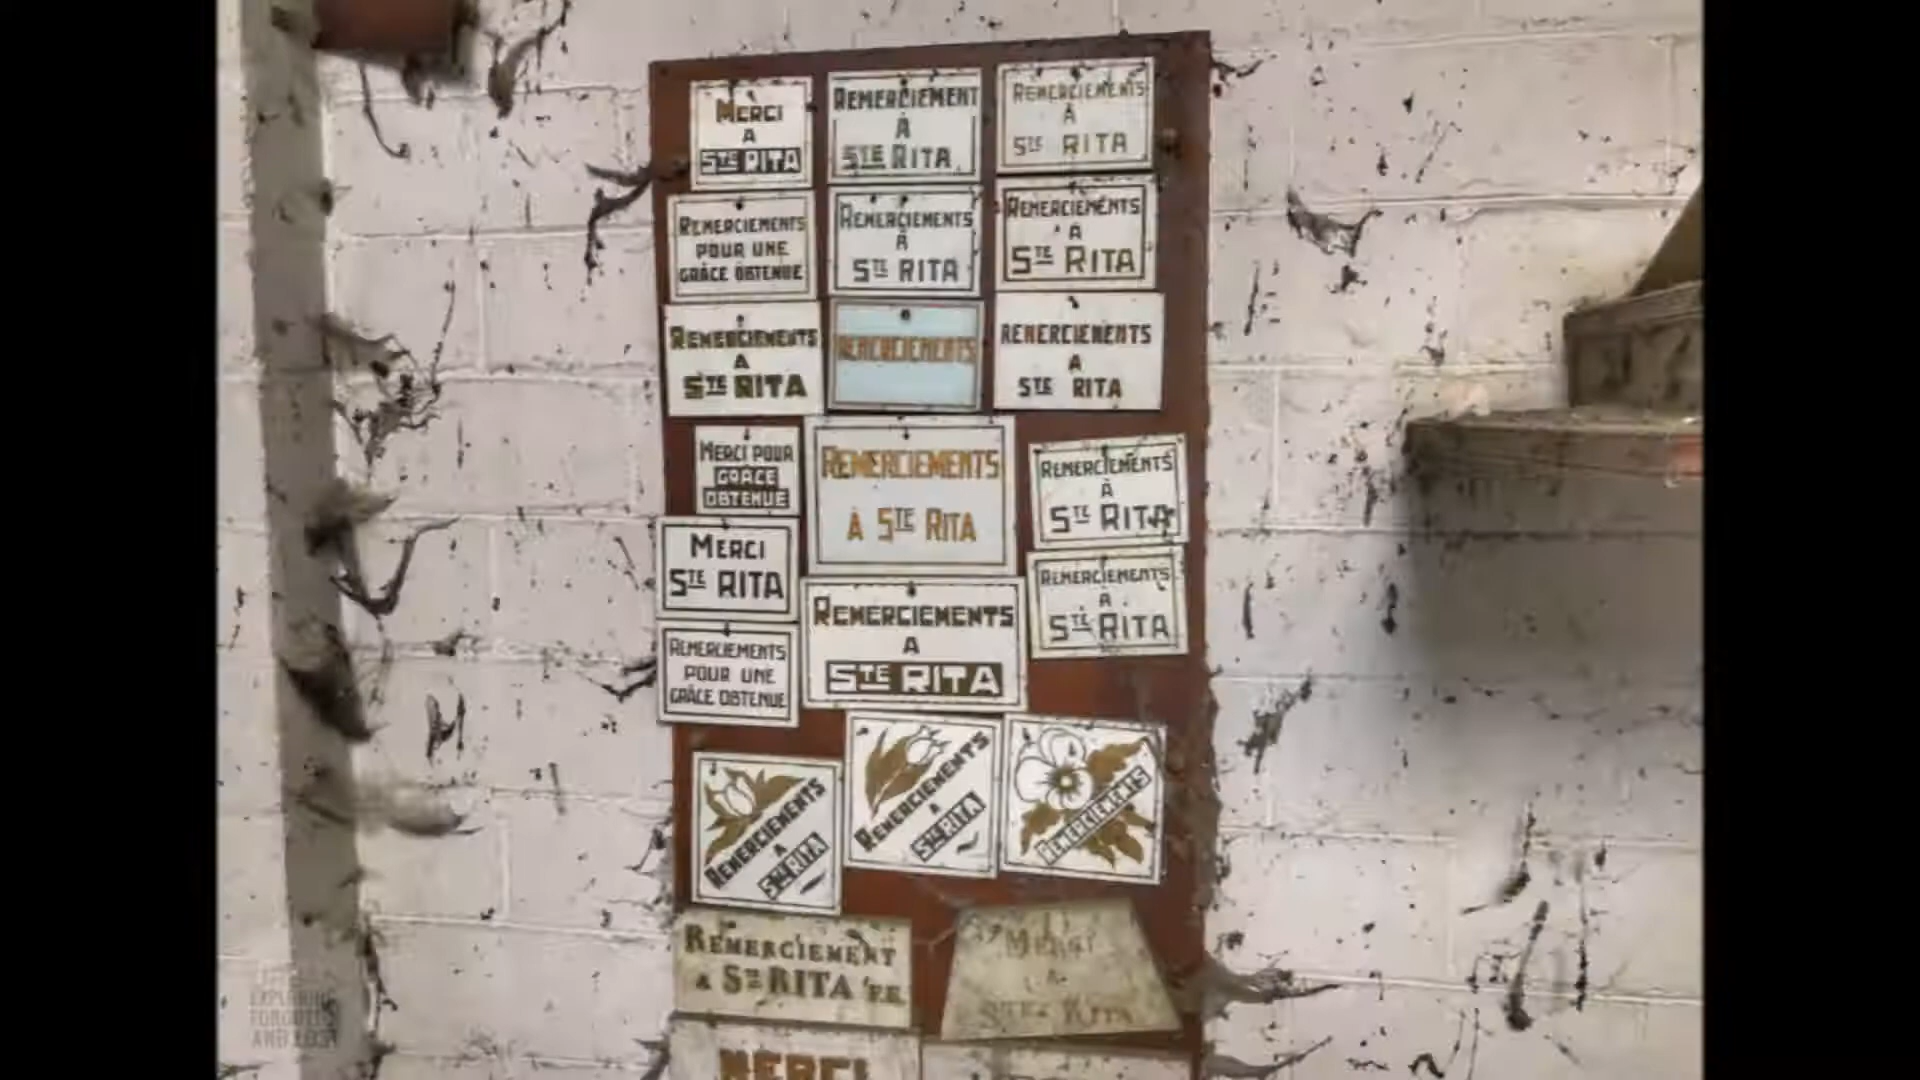 MERCI
A
STE RITA
REMERCIEMENT
À
STE RITA
REMERCIEMENTS
À
STE RITA
REMERCIEMENTS
POUR UNE
GRÂCE OBTENUE
REMERCIEMENTS
À
STE RITA
REMERCIEMENTS
À
STE RITA
REMERCIEMENTS
A
STE RITA
REMERCIEMENTS
REMERCIEMENTS
A
STE RITA
MERCI POUR
GRÂCE
OBTENUE
REMERCIEMENTS
À STE RITA
REMERCIEMENTS
À
STE RITA
MERCI
STE RITA
REMERCIEMENTS
A
STE RITA
REMERCIEMENTS
À
STE RITA
REMERCIEMENTS
POUR UNE
GRÂCE OBTENUE
REMERCIEMENTS
A
STE RITA
REMERCIEMENTS
A
STE RITA
REMERCIEMENTS
REMERCIEMENT
A STE RITA
MERCI
A
STE RITA
MERCI